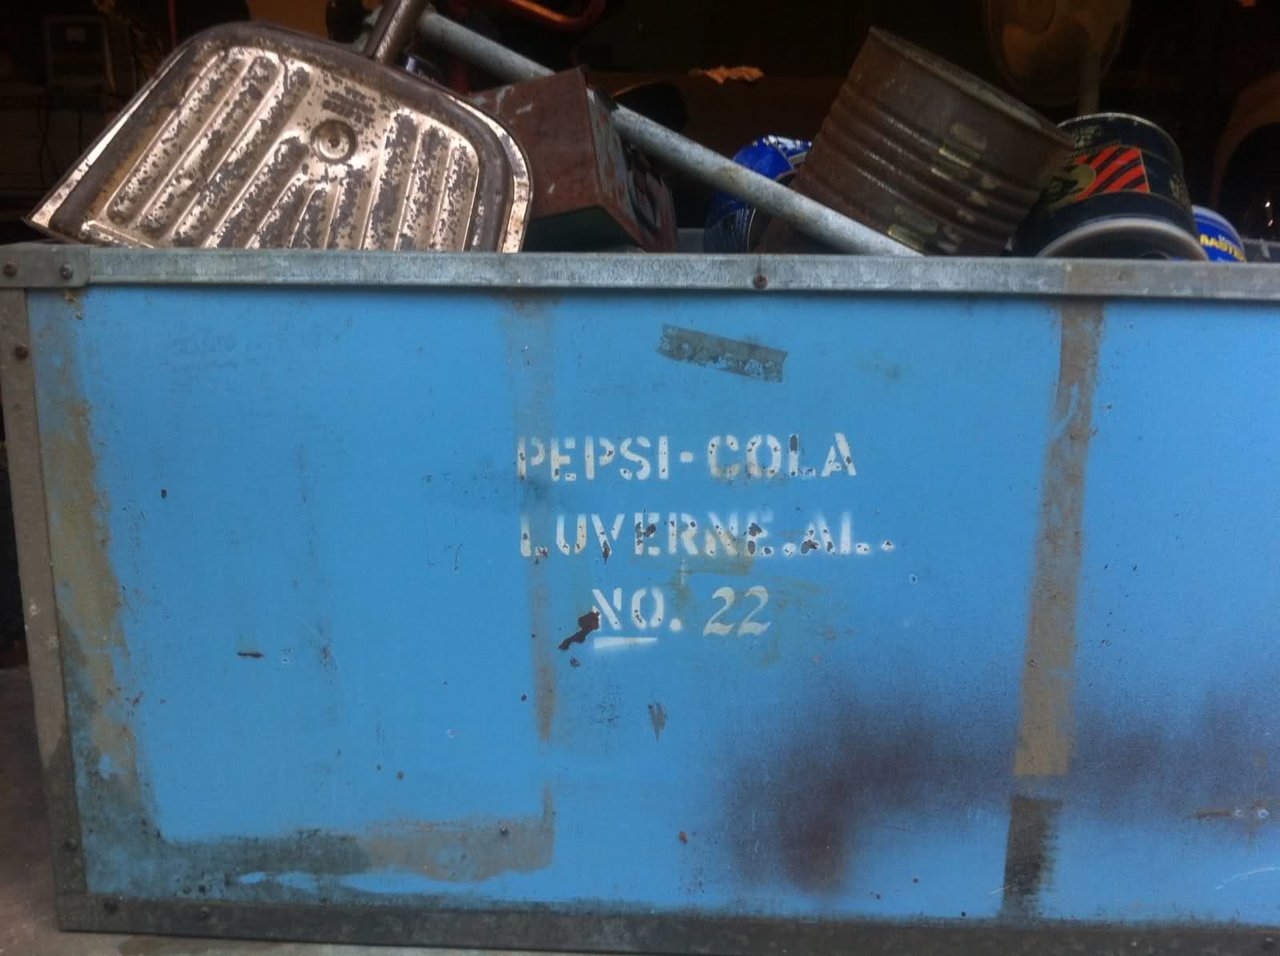 PEPSI-COLA
LUVERNE.AL.
NO. 22